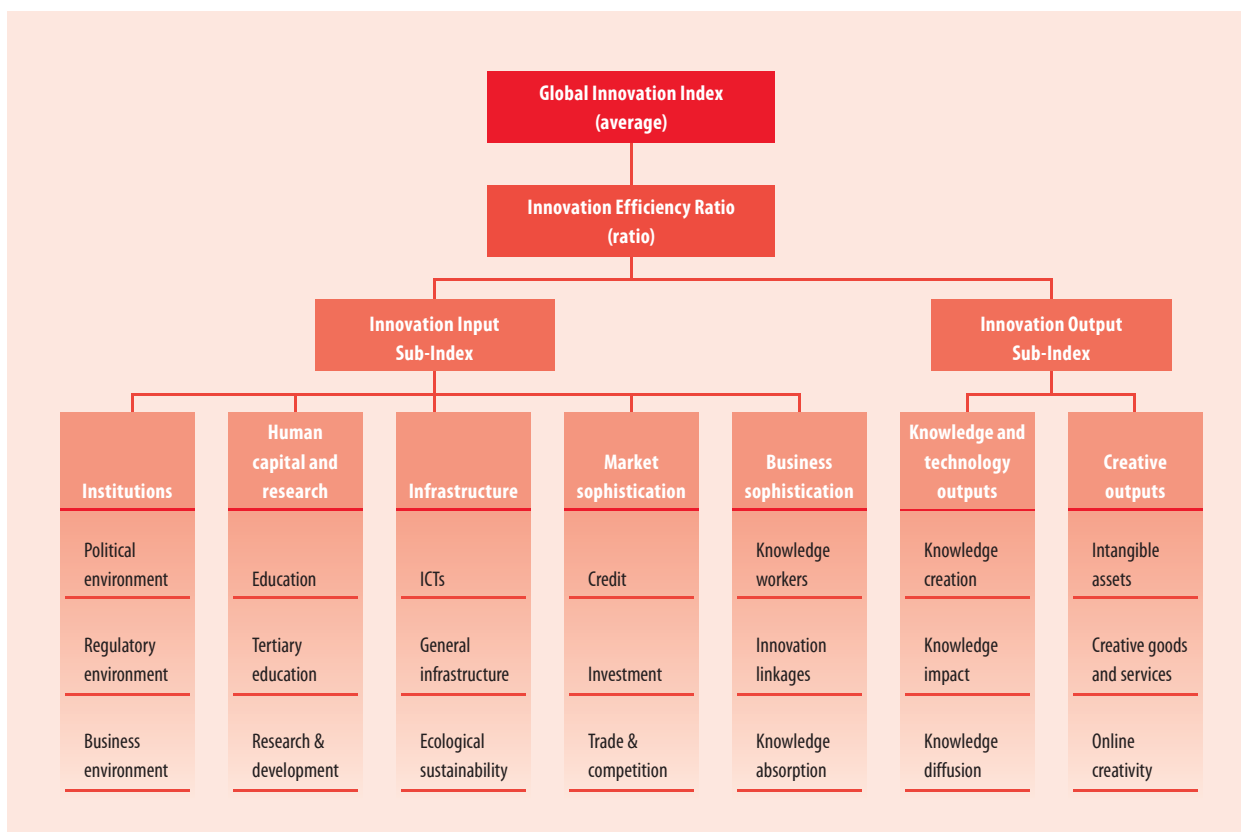 Global Innovation Index
(average)
Innovation Efficiency Ratio
(ratio)
Innovation Input
Sub-Index
Innovation Output
Sub-Index
Institutions
Human
capital and
research
Infrastructure
Market
sophistication
Business
sophistication
Knowledge and
technology
outputs
Creative
outputs
Political
environment
Education
ICTs
Credit
Knowledge
workers
Knowledge
creation
Intangible
assets
Regulatory
environment
Tertiary
education
General
infrastructure
Investment
Innovation
linkages
Knowledge
impact
Creative goods
and services
Business
environment
Research &
development
Ecological
sustainability
Trade &
competition
Knowledge
absorption
Knowledge
diffusion
Online
creativity